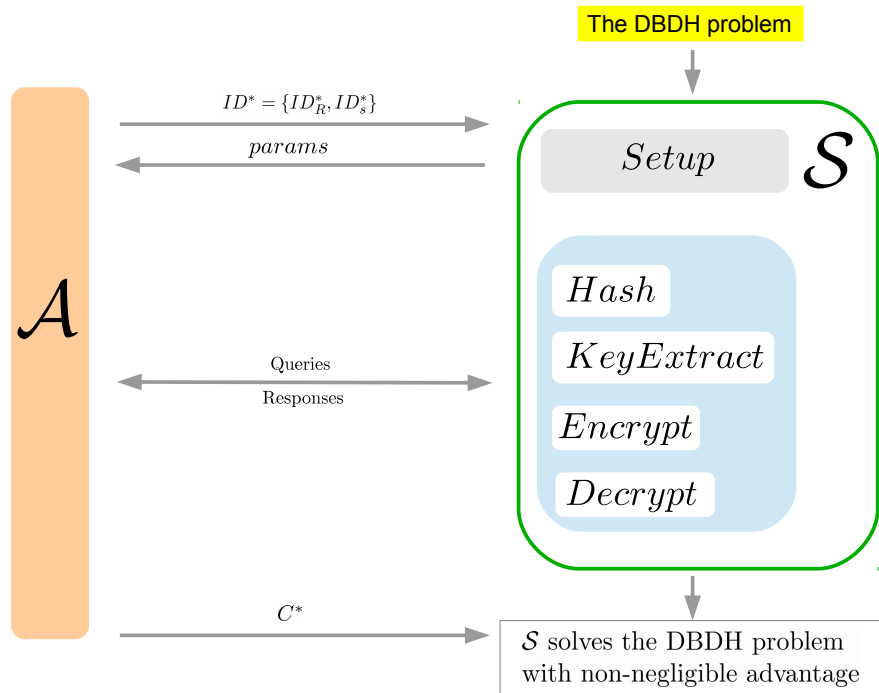 The DBDH problem
ID* = {ID*_R, ID*_s}
params
Setup
𝒮
𝒜
Hash
KeyExtract
Queries
Responses
Encrypt
Decrypt
C*
𝒮 solves the DBDH problem
with non-negligible advantage